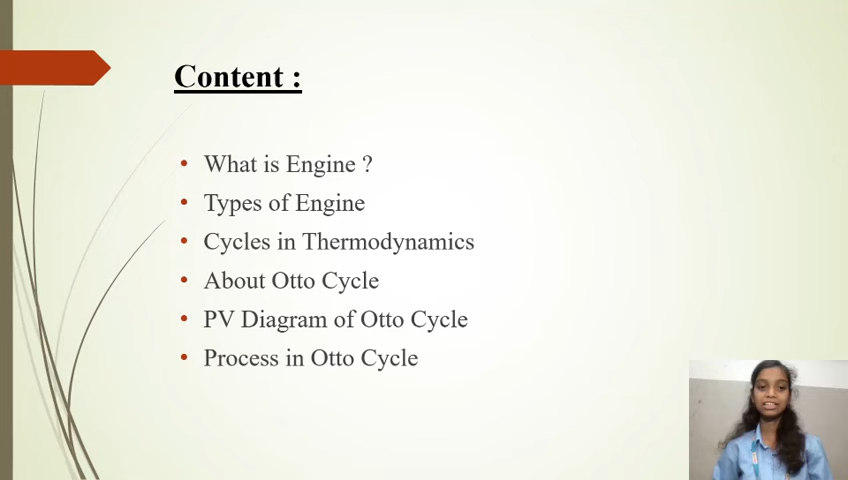 Content :
• What is Engine ?
• Types of Engine
• Cycles in Thermodynamics
• About Otto Cycle
• PV Diagram of Otto Cycle
• Process in Otto Cycle